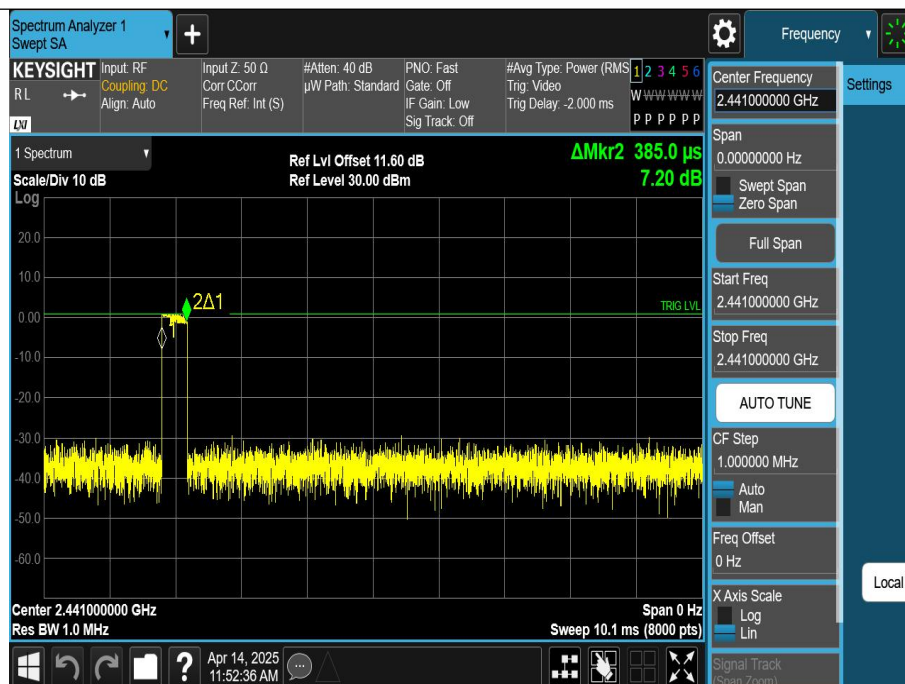 Spectrum Analyzer 1
Swept SA
Frequency
KEYSIGHT
RL
LXI
Input: RF
Coupling: DC
Align: Auto
Input Z: 50 Ω
Corr CCorr
Freq Ref: Int (S)
#Atten: 40 dB
µW Path: Standard
PNO: Fast
Gate: Off
IF Gain: Low
Sig Track: Off
#Avg Type: Power (RMS
Trig: Video
Trig Delay: -2.000 ms
1 2 3 4 5 6
W W W W W W
P P P P P P
1 Spectrum
Scale/Div 10 dB
Log
Ref Lvl Offset 11.60 dB
Ref Level 30.00 dBm
ΔMkr2 385.0 µs
7.20 dB
20.0
10.0
0.00
-10.0
-20.0
-30.0
-40.0
-50.0
-60.0
2Δ1
1
TRIG LVL
Center 2.441000000 GHz
Res BW 1.0 MHz
Span 0 Hz
Sweep 10.1 ms (8000 pts)
Center Frequency
2.441000000 GHz
Settings
Span
0.00000000 Hz
Swept Span
Zero Span
Full Span
Start Freq
2.441000000 GHz
Stop Freq
2.441000000 GHz
AUTO TUNE
CF Step
1.000000 MHz
Auto
Man
Freq Offset
0 Hz
Local
X Axis Scale
Log
Lin
Signal Track
(Span Zoom)
?
Apr 14, 2025
11:52:36 AM